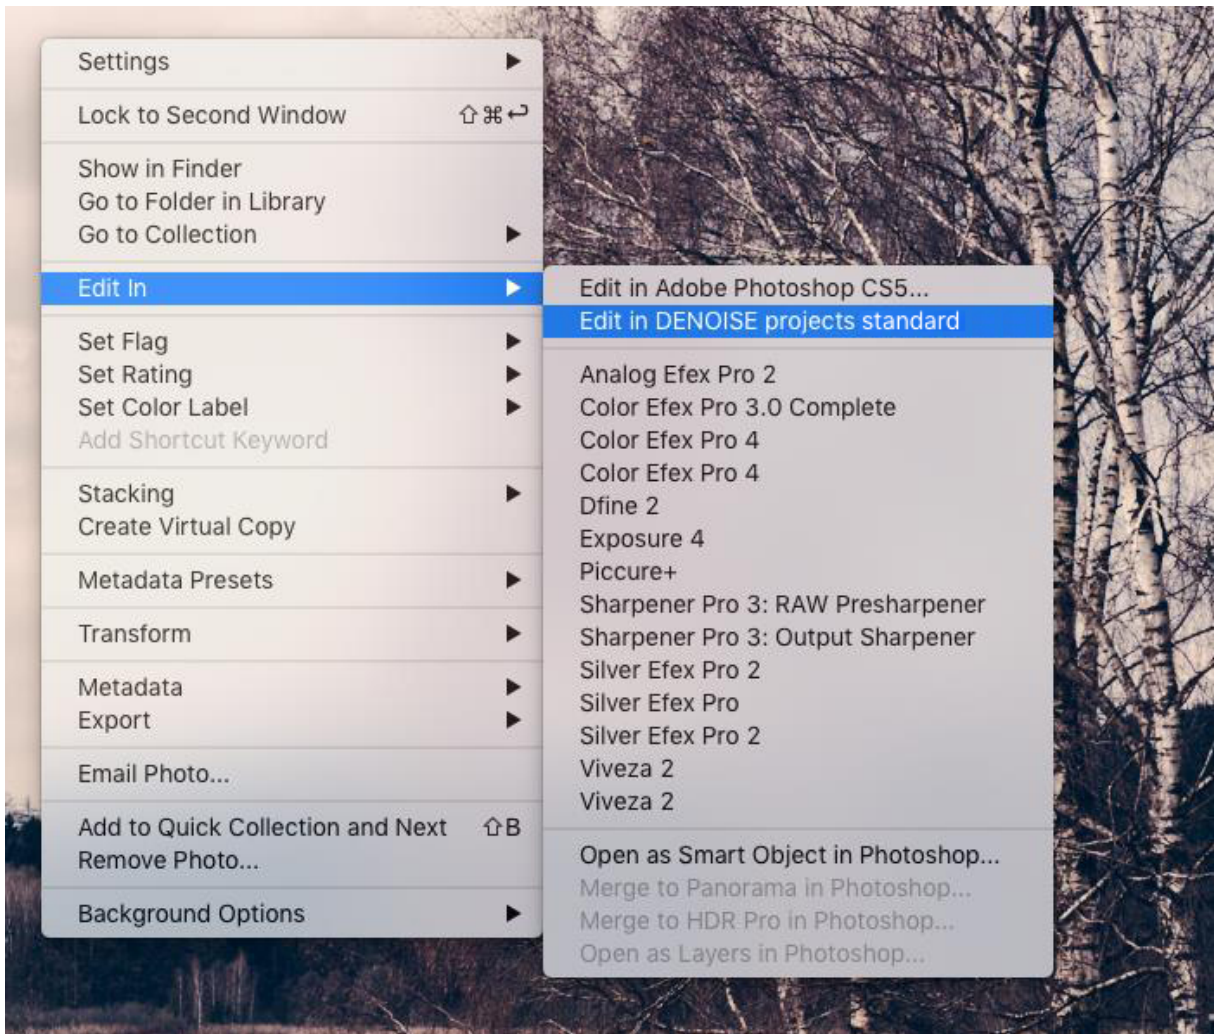 Settings
Lock to Second Window ⇧⌘↩
Show in Finder
Go to Folder in Library
Go to Collection
Edit In
Set Flag
Set Rating
Set Color Label
Add Shortcut Keyword
Stacking
Create Virtual Copy
Metadata Presets
Transform
Metadata
Export
Email Photo...
Add to Quick Collection and Next ⇧B
Remove Photo...
Background Options
Edit in Adobe Photoshop CS5...
Edit in DENOISE projects standard
Analog Efex Pro 2
Color Efex Pro 3.0 Complete
Color Efex Pro 4
Color Efex Pro 4
Dfine 2
Exposure 4
Piccure+
Sharpener Pro 3: RAW Presharpener
Sharpener Pro 3: Output Sharpener
Silver Efex Pro 2
Silver Efex Pro
Silver Efex Pro 2
Viveza 2
Viveza 2
Open as Smart Object in Photoshop...
Merge to Panorama in Photoshop...
Merge to HDR Pro in Photoshop...
Open as Layers in Photoshop...